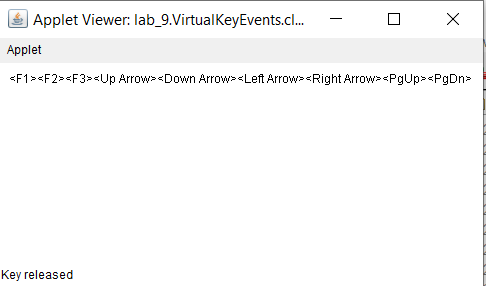 Applet Viewer: lab_9.VirtualKeyEvents.cl...
Applet
<F1><F2><F3><Up Arrow><Down Arrow><Left Arrow><Right Arrow><PgUp><PgDn>
Key released